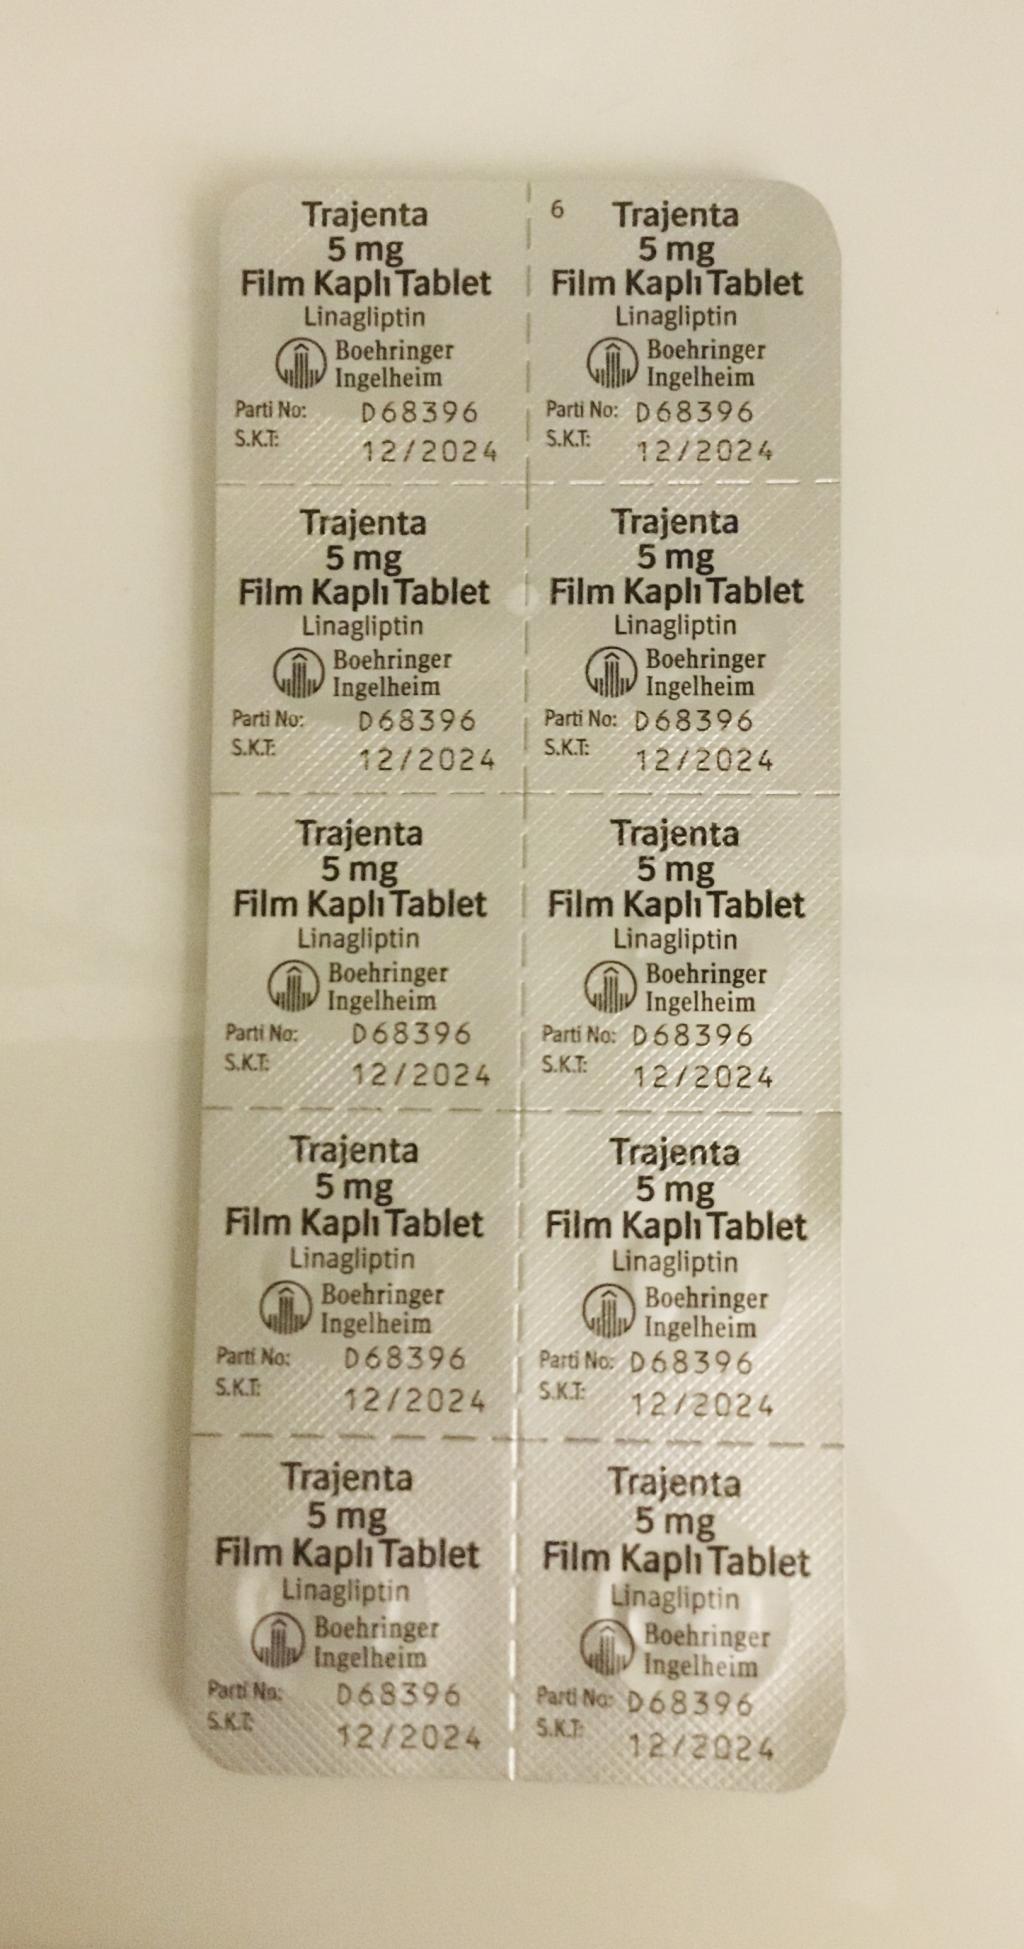 Trajenta
5 mg
Film Kaplı Tablet
Linagliptin
Boehringer
Ingelheim
Parti No: D68396
S.K.T: 12/2024
6
Trajenta
5 mg
Film Kaplı Tablet
Linagliptin
Boehringer
Ingelheim
Parti No: D68396
S.K.T: 12/2024
Trajenta
5 mg
Film Kaplı Tablet
Linagliptin
Boehringer
Ingelheim
Parti No: D68396
S.K.T: 12/2024
Trajenta
5 mg
Film Kaplı Tablet
Linagliptin
Boehringer
Ingelheim
Parti No: D68396
S.K.T: 12/2024
Trajenta
5 mg
Film Kaplı Tablet
Linagliptin
Boehringer
Ingelheim
Parti No: D68396
S.K.T: 12/2024
Trajenta
5 mg
Film Kaplı Tablet
Linagliptin
Boehringer
Ingelheim
Parti No: D68396
S.K.T: 12/2024
Trajenta
5 mg
Film Kaplı Tablet
Linagliptin
Boehringer
Ingelheim
Parti No: D68396
S.K.T: 12/2024
Trajenta
5 mg
Film Kaplı Tablet
Linagliptin
Boehringer
Ingelheim
Parti No: D68396
S.K.T: 12/2024
Trajenta
5 mg
Film Kaplı Tablet
Linagliptin
Boehringer
Ingelheim
Parti No: D68396
S.K.T: 12/2024
Trajenta
5 mg
Film Kaplı Tablet
Linagliptin
Boehringer
Ingelheim
Parti No: D68396
S.K.T: 12/2024